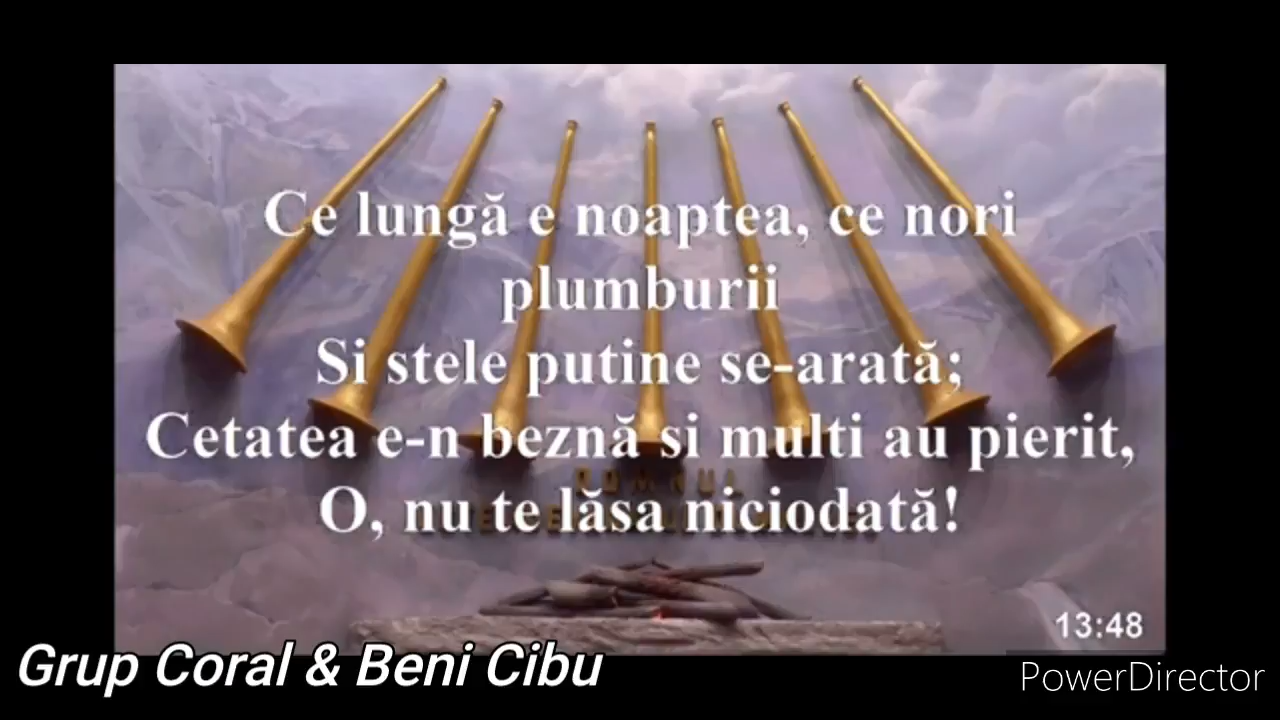 Ce lungă e noaptea, ce nori
plumburii
Si stele putine se-arată;
Cetatea e-n beznă si multi au pierit,
O, nu te lăsa niciodată!
13:48
Grup Coral & Beni Cibu
PowerDirector